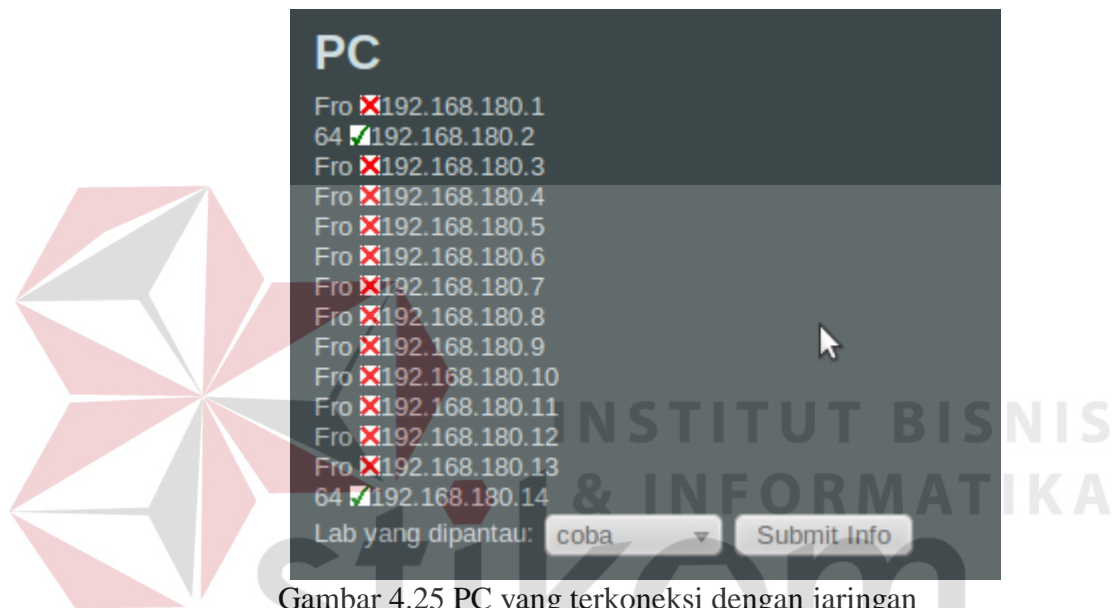 PC
Fro 192.168.180.1
64 192.168.180.2
Fro 192.168.180.3
Fro 192.168.180.4
Fro 192.168.180.5
Fro 192.168.180.6
Fro 192.168.180.7
Fro 192.168.180.8
Fro 192.168.180.9
Fro 192.168.180.10
Fro 192.168.180.11
Fro 192.168.180.12
Fro 192.168.180.13
64 192.168.180.14
Lab yang dipantau: coba Submit Info
INSTITUT BISNIS
& INFORMATIKA
stikom
Gambar 4.25 PC yang terkoneksi dengan jaringan